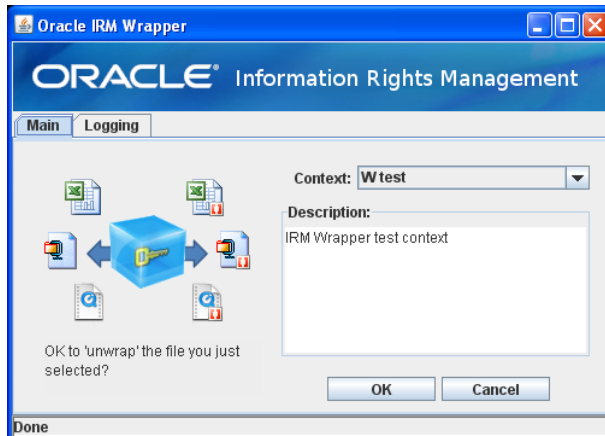 Oracle IRM Wrapper
ORACLE® Information Rights Management
Main Logging
Context: W test
Description:
IRM Wrapper test context
OK to 'unwrap' the file you just
selected?
OK Cancel
Done